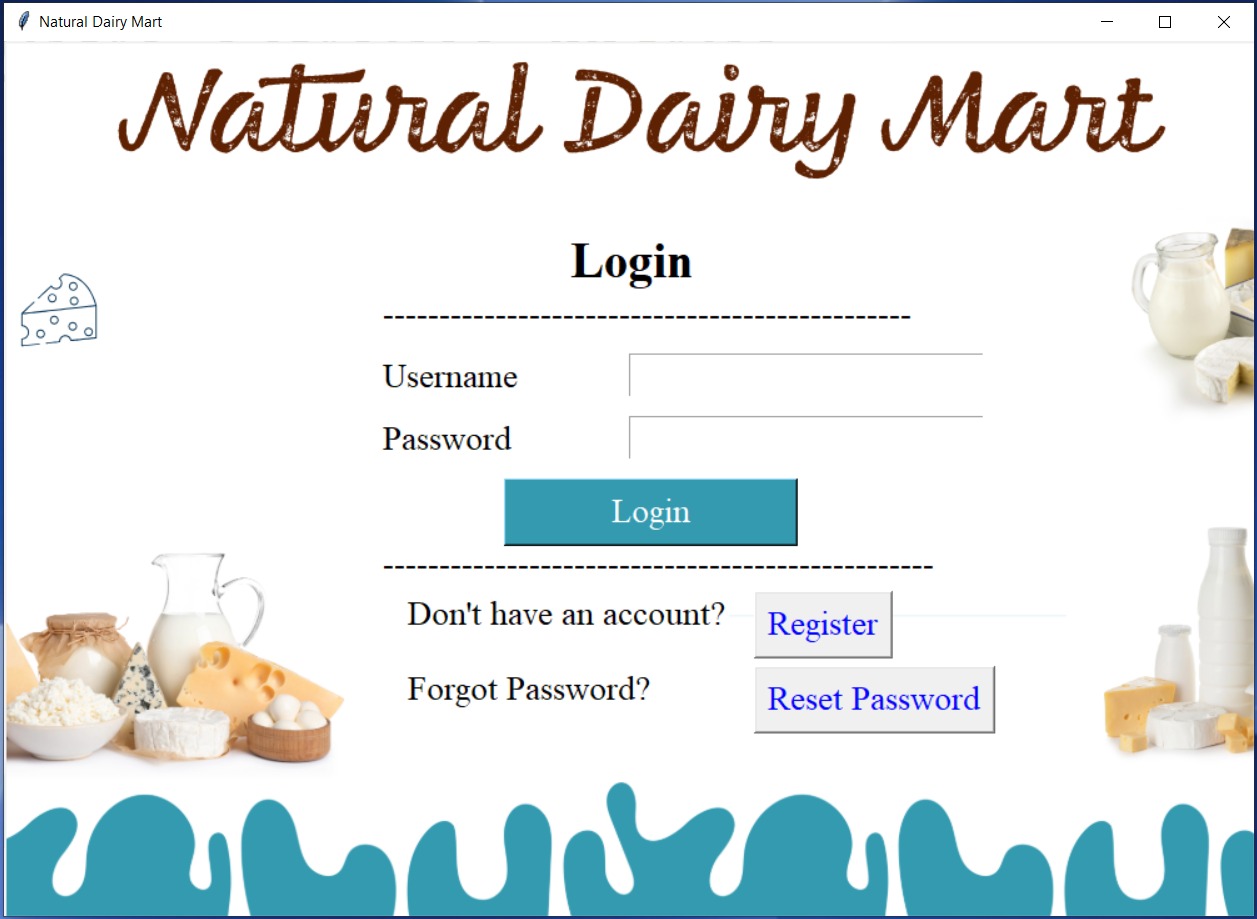 Natural Dairy Mart
Natural Dairy Mart
Login
-----------------------------------------------
Username
Password
Login
-------------------------------------------------
Don't have an account? Register
Forgot Password? Reset Password